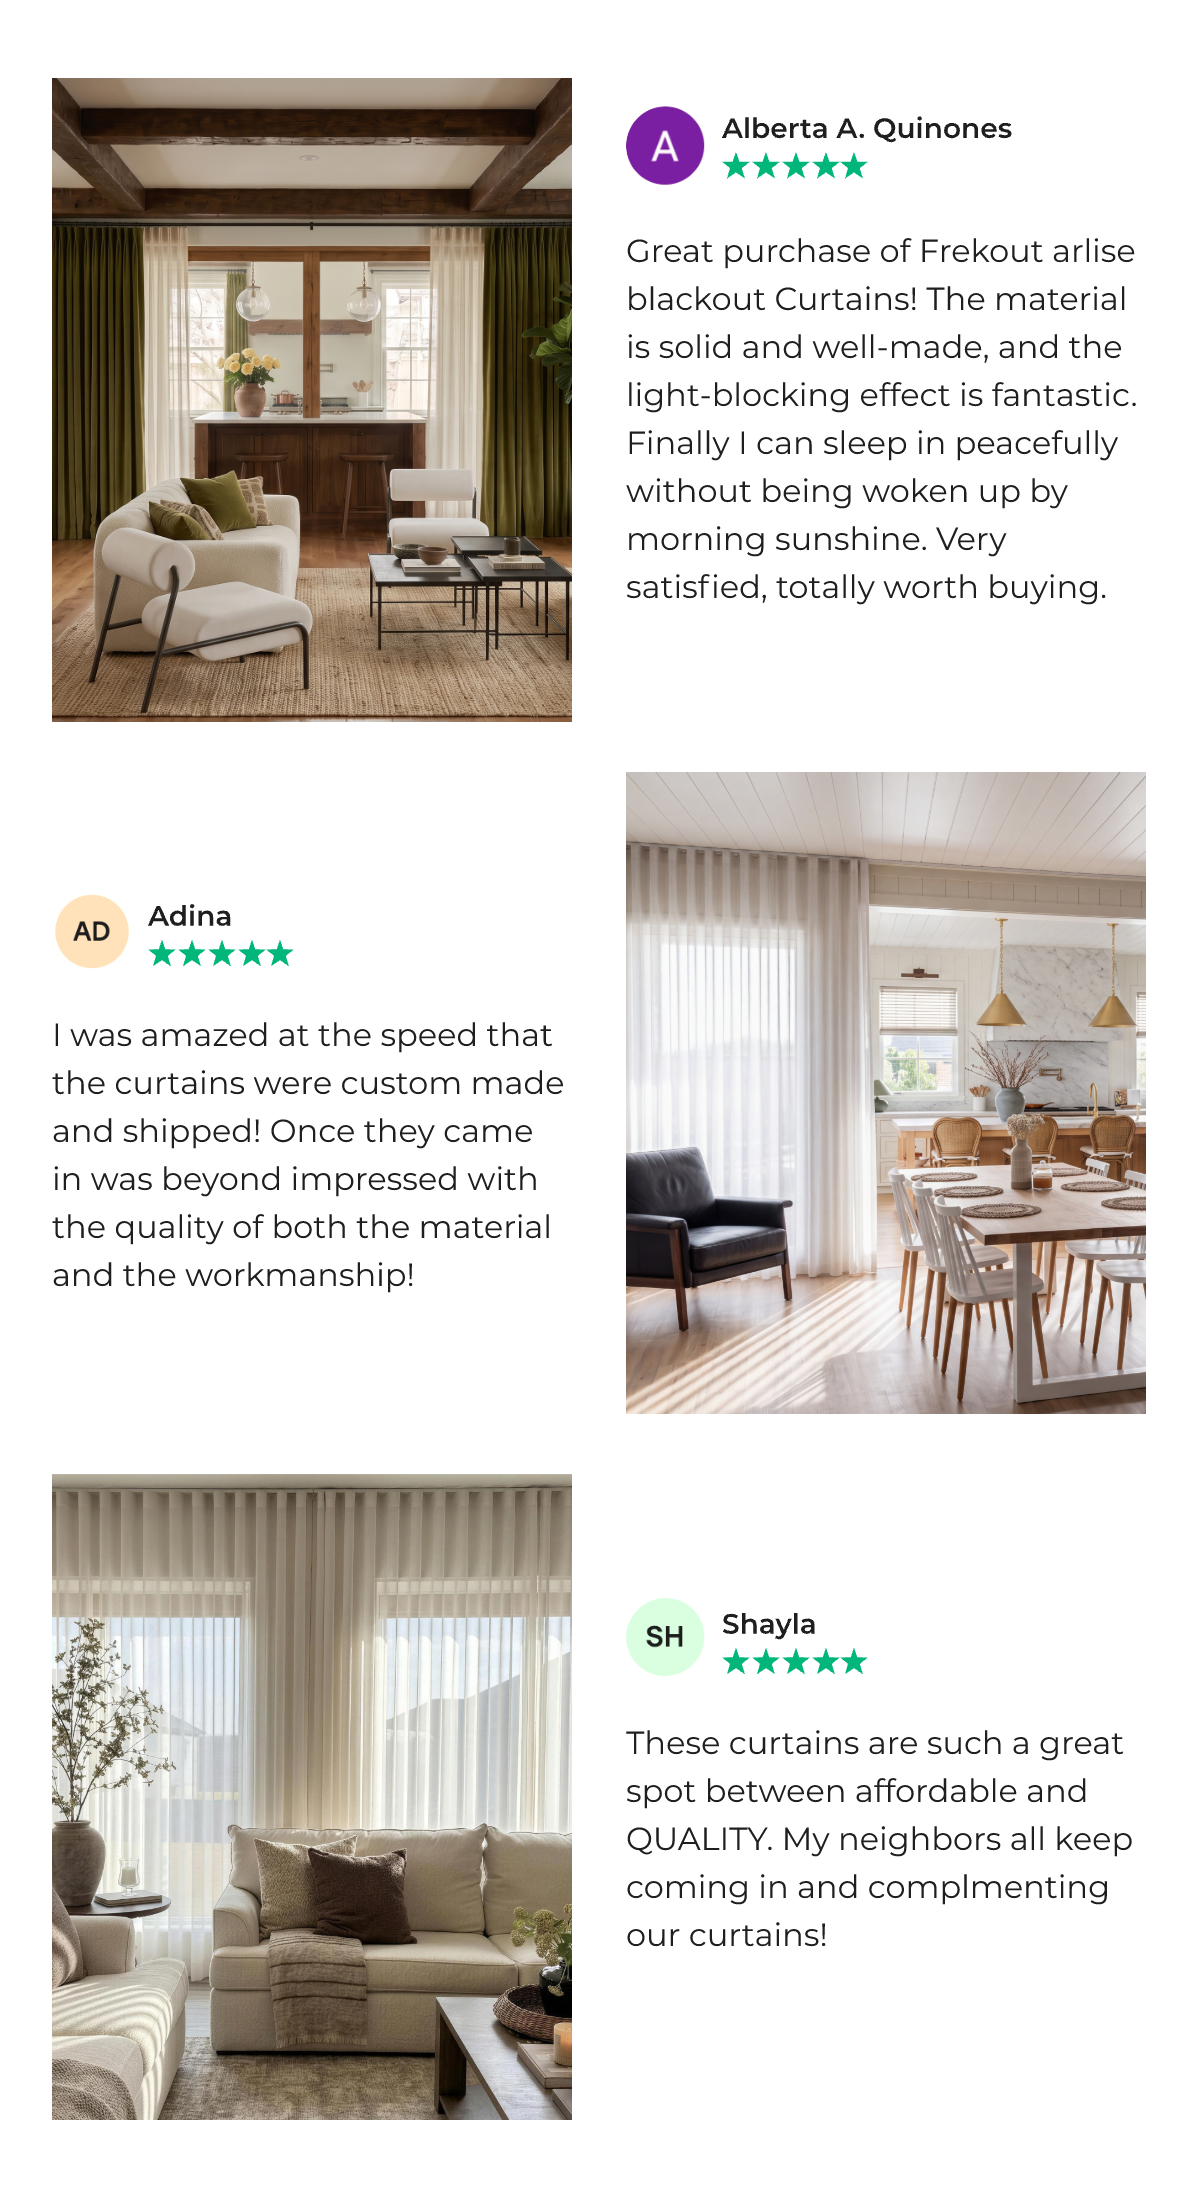 A
Alberta A. Quinones
Great purchase of Frekout arlise
blackout Curtains! The material
is solid and well-made, and the
light-blocking effect is fantastic.
Finally I can sleep in peacefully
without being woken up by
morning sunshine. Very
satisfied, totally worth buying.
AD
Adina
I was amazed at the speed that
the curtains were custom made
and shipped! Once they came
in was beyond impressed with
the quality of both the material
and the workmanship!
SH
Shayla
These curtains are such a great
spot between affordable and
QUALITY. My neighbors all keep
coming in and complmenting
our curtains!